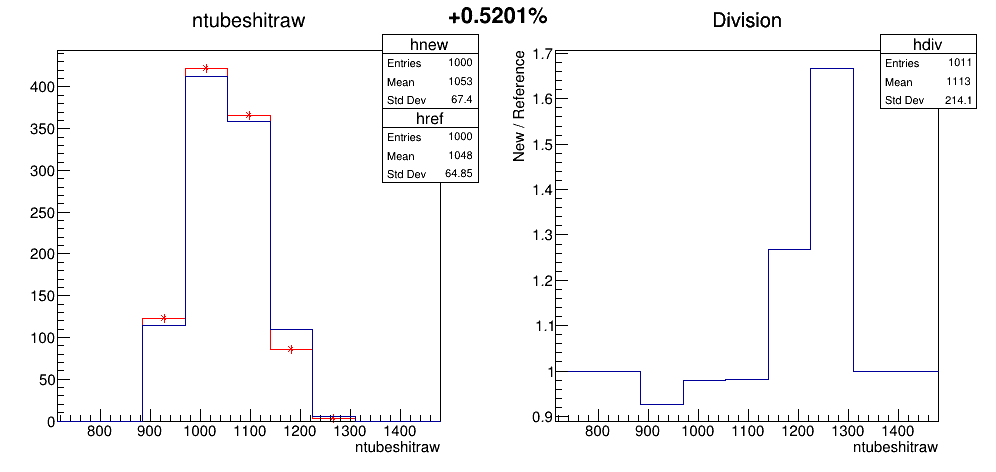 +0.5201%
ntubeshitraw
hnew
Entries 1000
Mean 1053
Std Dev 67.4
href
Entries 1000
Mean 1048
Std Dev 64.85
400
350
300
250
200
150
100
50
0
800 900 1000 1100 1200 1300 1400
ntubeshitraw
Division
hdiv
Entries 1011
Mean 1113
Std Dev 214.1
New / Reference
1.7
1.6
1.5
1.4
1.3
1.2
1.1
1
0.9
800 900 1000 1100 1200 1300 1400
ntubeshitraw